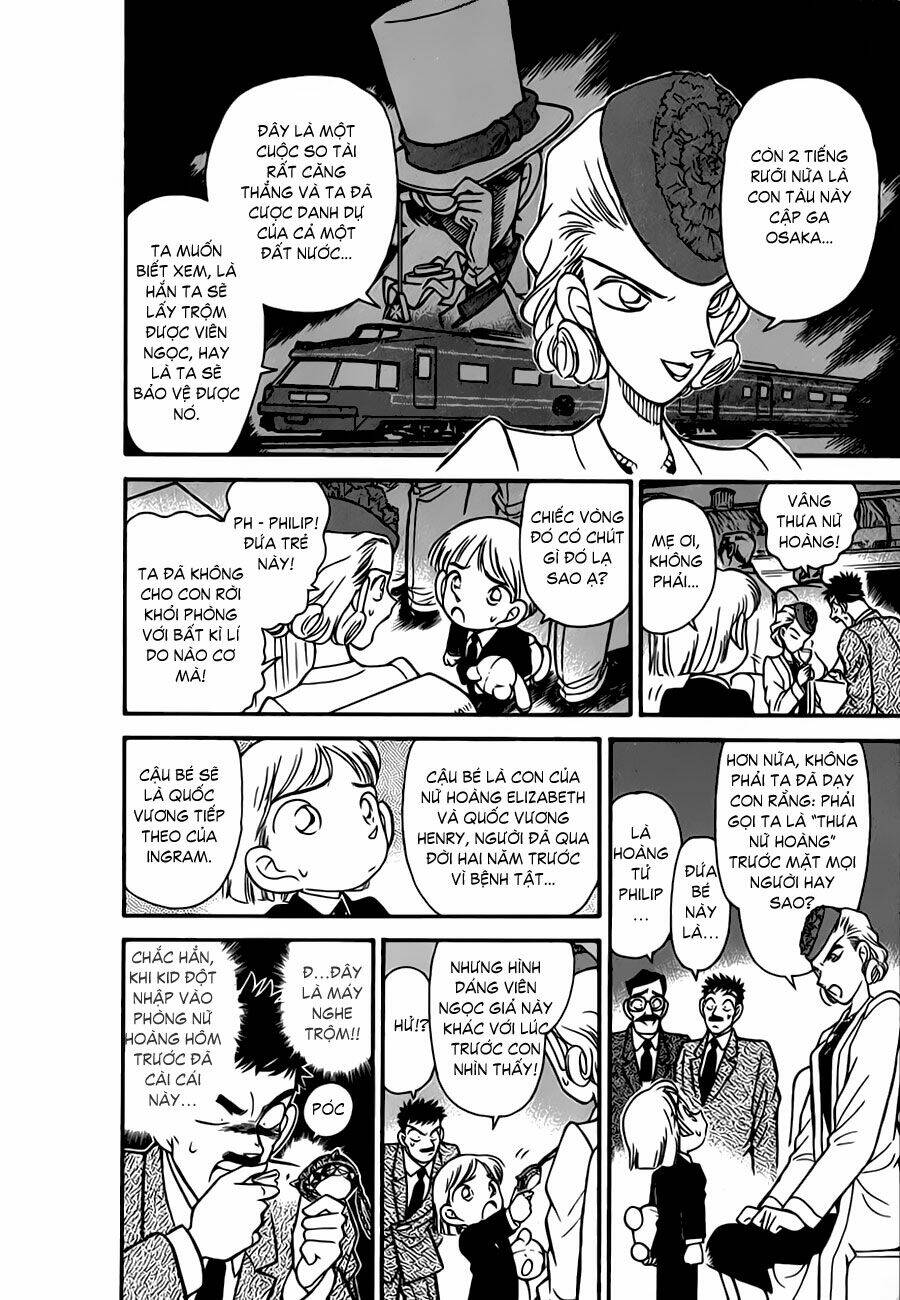 CÒN 2 TIẾNG
RƯỠI NỮA LÀ
CON TÀU NÀY
CẬP GA
OSAKA...
ĐÂY LÀ MỘT
CUỘC SO TÀI
RẤT CĂNG
THẲNG VÀ TA ĐÃ
CƯỢC DANH DỰ
CỦA CẢ MỘT
ĐẤT NƯỚC...
TA MUỐN
BIẾT XEM, LÀ
HẮN TA SẼ
LẤY TRỘM
ĐƯỢC VIÊN
NGỌC, HAY
LÀ TA SẼ
BẢO VỆ ĐƯỢC
NÓ.
VÂNG
THƯA NỮ
HOÀNG!
MẸ ƠI,
KHÔNG
PHẢI...
CHIẾC VÒNG
ĐÓ CÓ CHÚT
GÌ ĐÓ LẠ
SAO Ạ?
PH - PHILIP!
ĐỨA TRẺ
NÀY!
TA ĐÃ KHÔNG
CHO CON RỜI
KHỎI PHÒNG
VỚI BẤT KÌ LÍ
DO NÀO CƠ
MÀ!
HƠN NỮA, KHÔNG
PHẢI TA ĐÃ DẠY
CON RẰNG: PHẢI
GỌI TA LÀ "THƯA
NỮ HOÀNG"
TRƯỚC MẶT MỌI
NGƯỜI HAY
SAO?
ĐỨA
BÉ NÀY
LÀ...
LÀ
HOÀNG
TỬ
PHILIP
...
CẬU BÉ LÀ CON CỦA
NỮ HOÀNG ELIZABETH
VÀ QUỐC VƯƠNG
HENRY, NGƯỜI ĐÃ QUA
ĐỜI HAI NĂM TRƯỚC
VÌ BỆNH TẬT...
CẬU BÉ SẼ
LÀ QUỐC
VƯƠNG TIẾP
THEO CỦA
INGRAM.
NHƯNG HÌNH
DÁNG VIÊN
NGỌC GIẢ NÀY
KHÁC VỚI LÚC
TRƯỚC CON
NHÌN THẤY!
HỬ!?
Đ...ĐÂY
LÀ MÁY
NGHE
TRỘM!!
PÓC
CHẮC HẲN,
KHI KID ĐỘT
NHẬP VÀO
PHÒNG NỮ
HOÀNG HÔM
TRƯỚC ĐÃ
CÀI CÁI
NÀY...